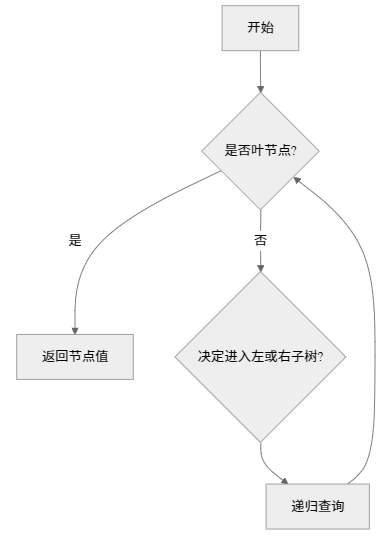 开始
是否叶节点?
是
否
返回节点值
决定进入左或右子树?
递归查询